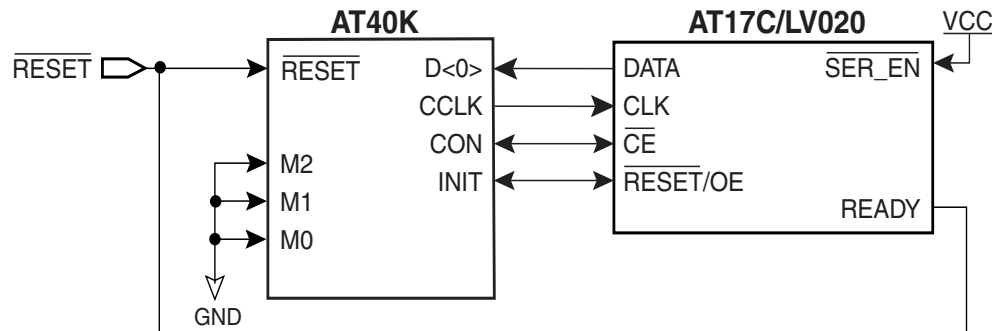 AT40K
AT17C/LV020
VCC
RESET
RESET
D<0>
DATA
SER_EN
CCLK
CLK
CON
CE
M2
INIT
RESET/OE
M1
READY
M0
GND